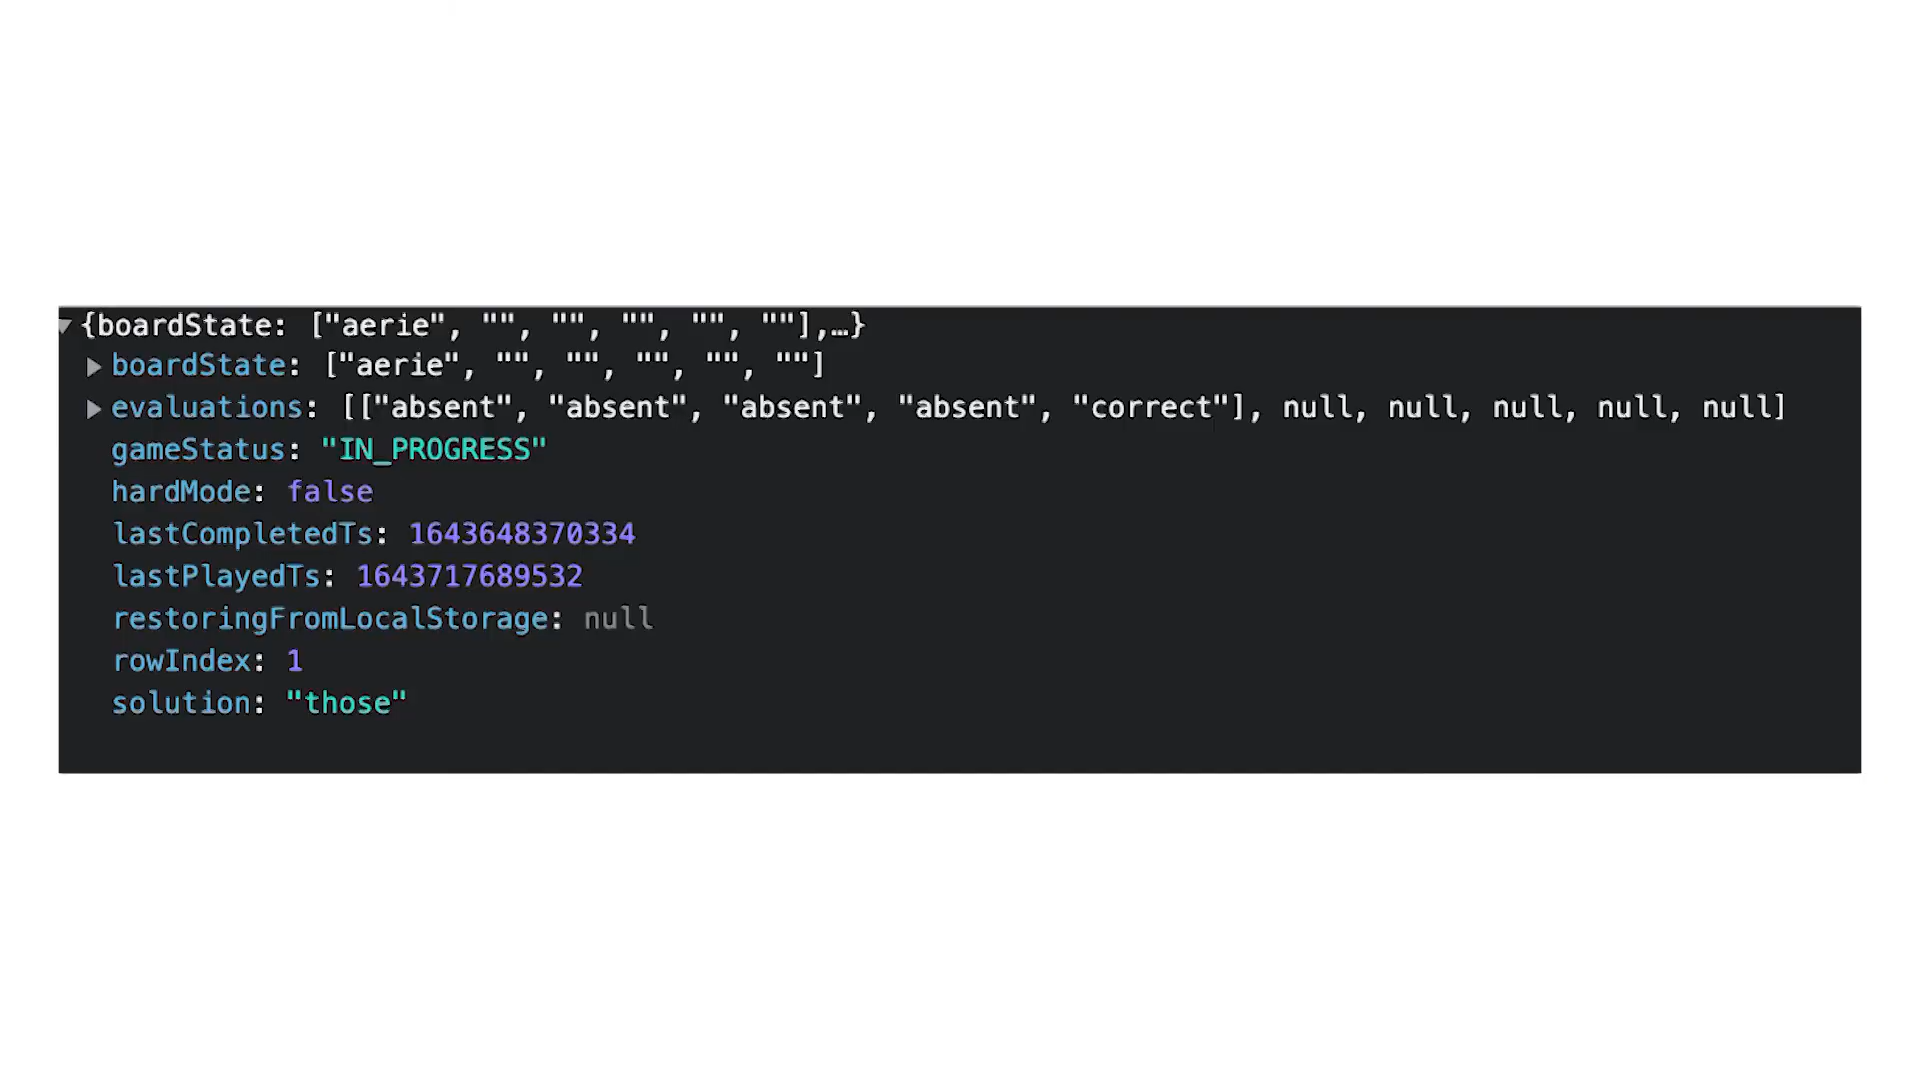 {boardState: ["aerie", "", "", "", "", ""],…}
boardState: ["aerie", "", "", "", "", ""]
evaluations: [["absent", "absent", "absent", "absent", "correct"], null, null, null, null, null]
gameStatus: "IN_PROGRESS"
hardMode: false
lastCompletedTs: 1643648370334
lastPlayedTs: 1643717689532
restoringFromLocalStorage: null
rowIndex: 1
solution: "those"